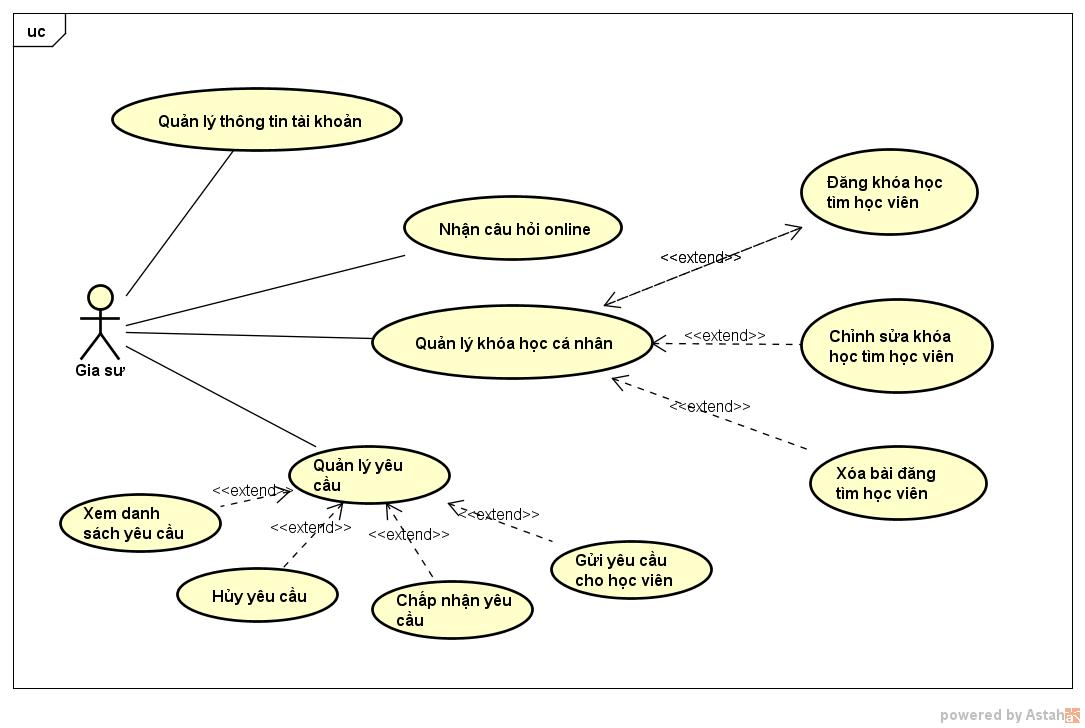 uc
Quản lý thông tin tài khoản
Đăng khóa học
tìm học viên
Nhận câu hỏi online
<<extend>>
Quản lý khóa học cá nhân
<<extend>>
Chỉnh sửa khóa
học tìm học viên
Gia sư
<<extend>>
Quản lý yêu
cầu
Xóa bài đăng
tìm học viên
<<extend>>
Xem danh
sách yêu cầu
<<extend>>
<<extend>>
<<extend>>
Gửi yêu cầu
cho học viên
Hủy yêu cầu
Chấp nhận yêu
cầu
powered by Astah